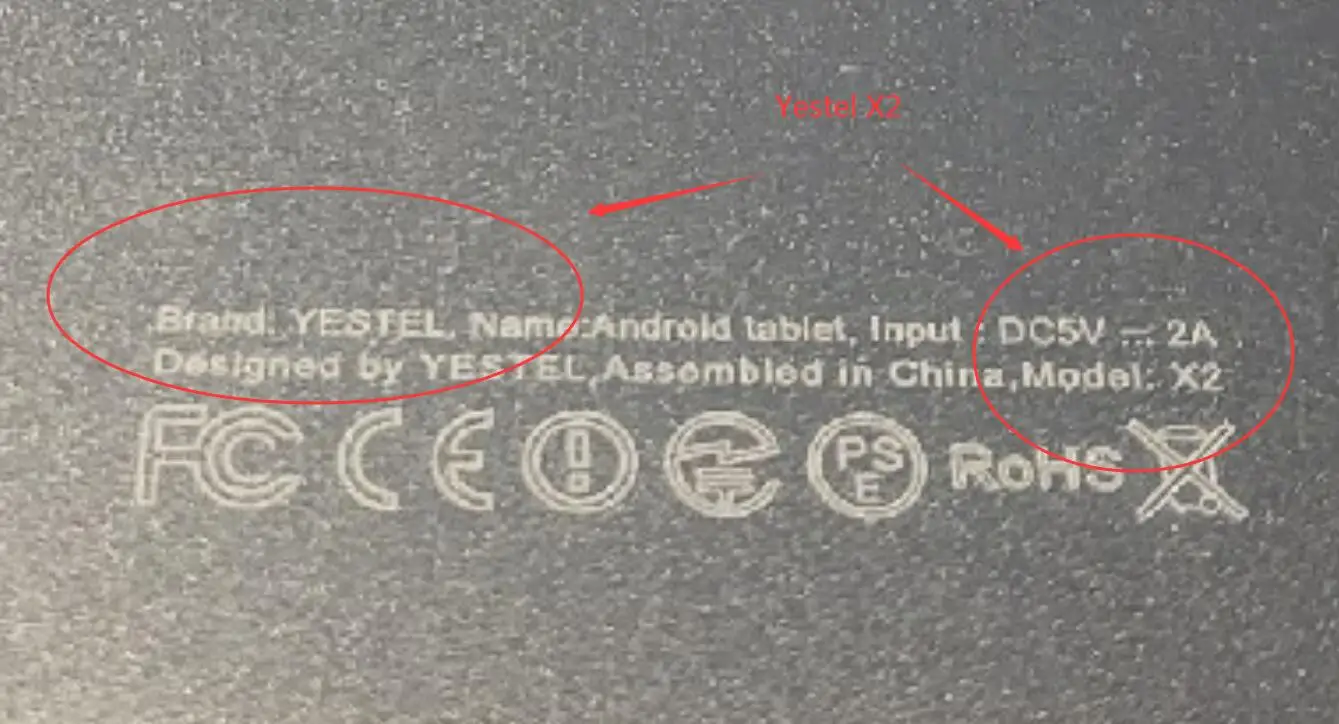 Yestel X2
Brand: YESTEL, Name:Android tablet, Input : DC5V ⎓ 2A
Designed by YESTEL,Assembled in China,Model: X2
FC CE PSE RoHS